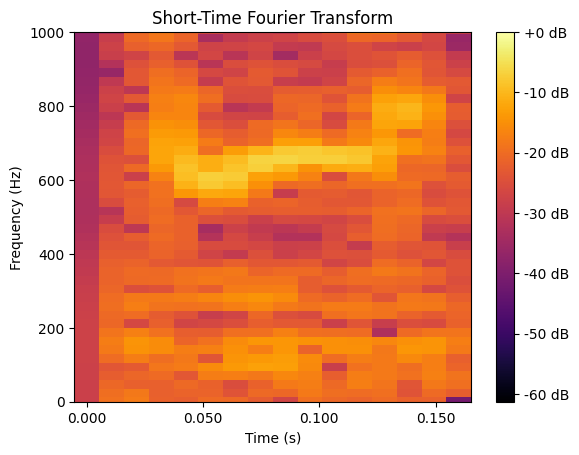 Short-Time Fourier Transform
Frequency (Hz)
1000
800
600
400
200
0
0.000
0.050
0.100
0.150
Time (s)
+0 dB
-10 dB
-20 dB
-30 dB
-40 dB
-50 dB
-60 dB